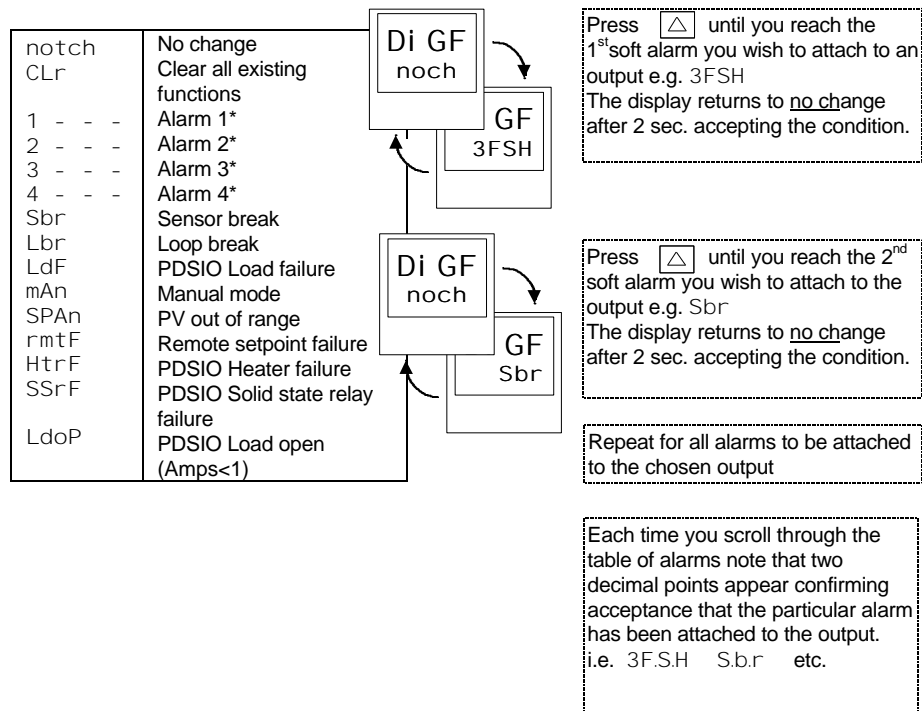 notch No change
CLr Clear all existing
functions
1 - - - Alarm 1*
2 - - - Alarm 2*
3 - - - Alarm 3*
4 - - - Alarm 4*
Sbr Sensor break
Lbr Loop break
LdF PDSIO Load failure
mAn Manual mode
SPAn PV out of range
rmtF Remote setpoint failure
HtrF PDSIO Heater failure
SSrF PDSIO Solid state relay
failure
LdoP PDSIO Load open
(Amps<1)
Di GF
noch
GF
3FSH
Di GF
noch
GF
Sbr
Press △ until you reach the
1st soft alarm you wish to attach to an
output e.g. 3FSH
The display returns to no change
after 2 sec. accepting the condition.
Press △ until you reach the 2nd
soft alarm you wish to attach to the
output e.g. Sbr
The display returns to no change
after 2 sec. accepting the condition.
Repeat for all alarms to be attached
to the chosen output
Each time you scroll through the
table of alarms note that two
decimal points appear confirming
acceptance that the particular alarm
has been attached to the output.
i.e. 3F.S.H S.b.r etc.